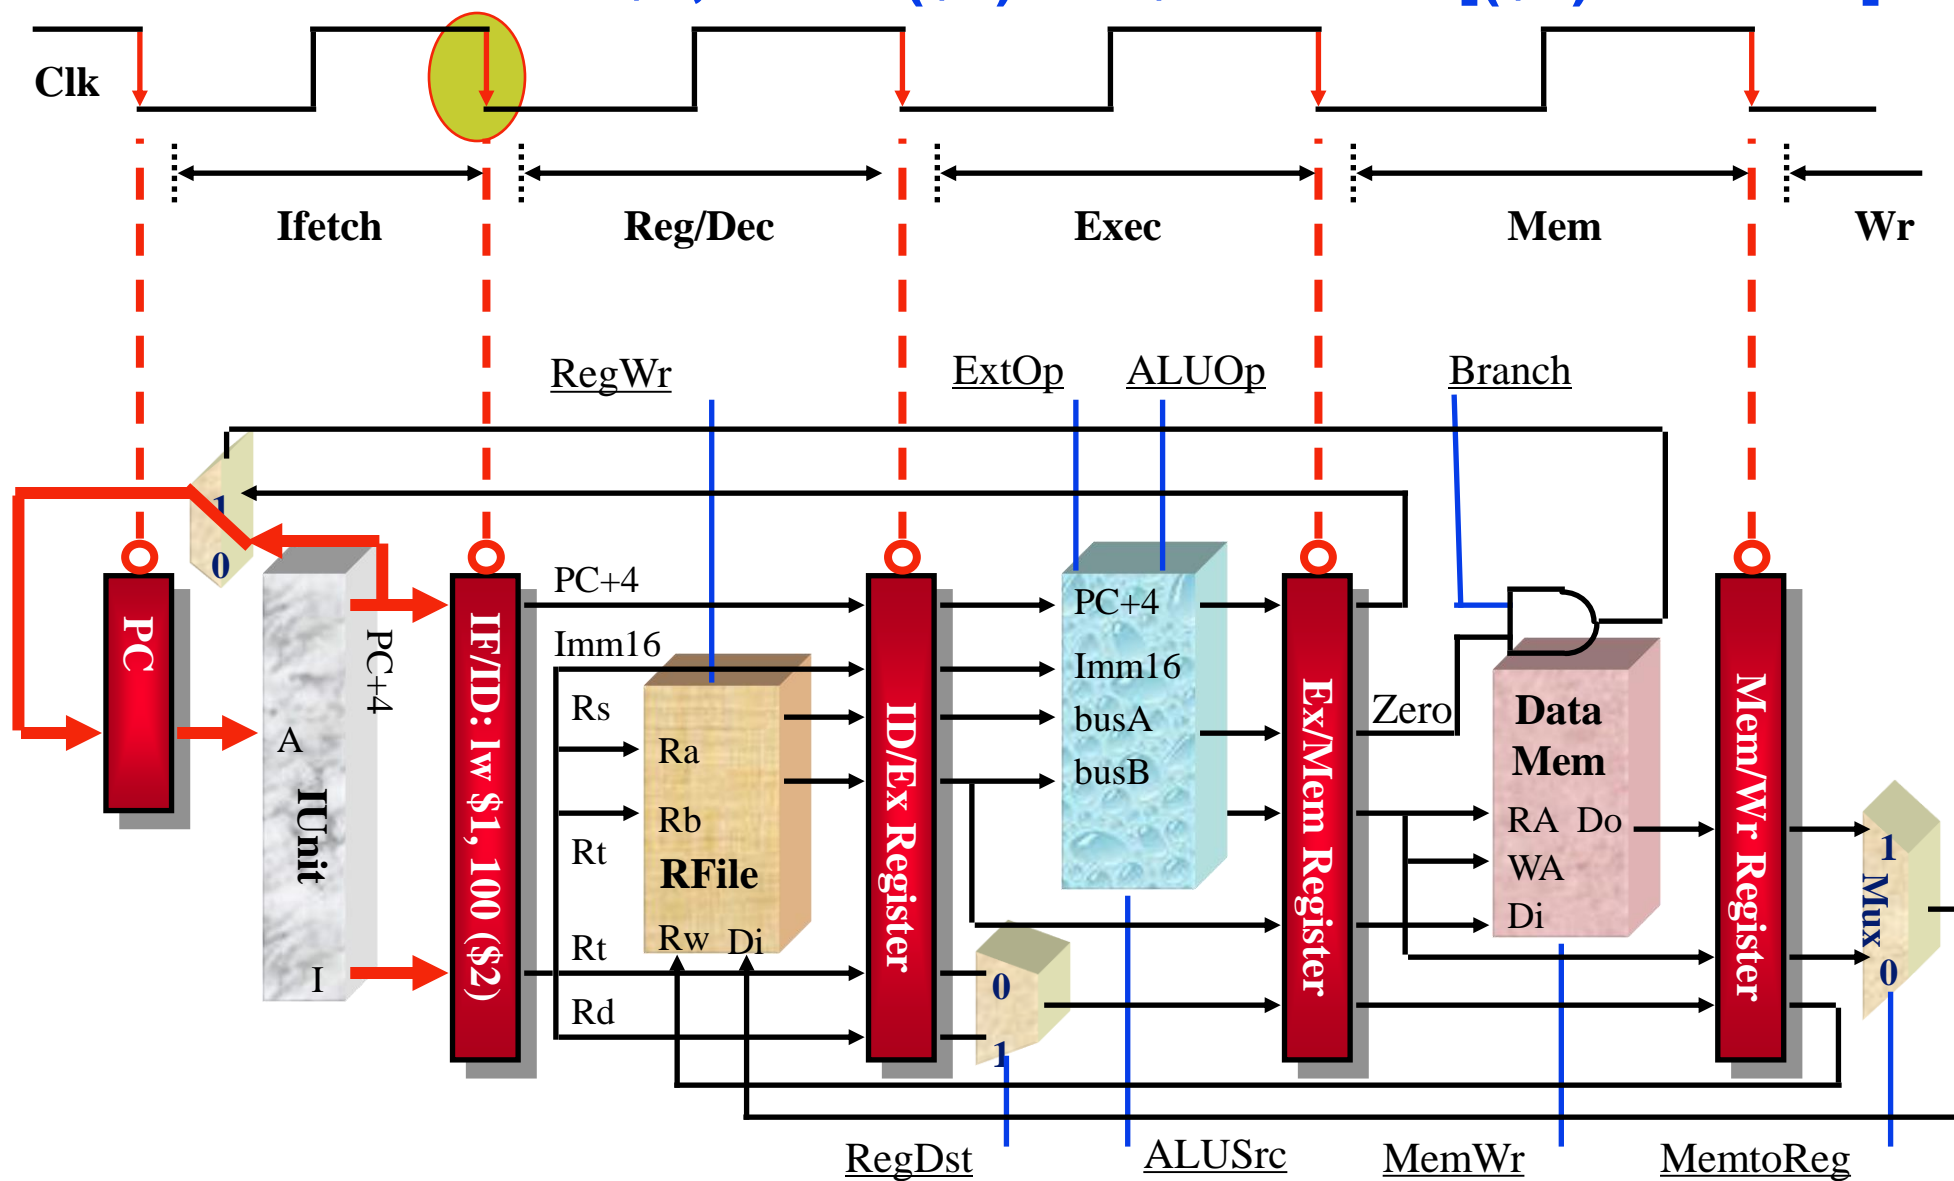 Clk
Ifetch
Reg/Dec
Exec
Mem
Wr
RegWr
ExtOp
ALUOp
Branch
1
0
PC
PC+4
A
IUnit
I
IF/ID: lw $1, 100 ($2)
PC+4
Imm16
Rs
Ra
Rb
Rt
RFile
Rt
Rw Di
Rd
ID/Ex Register
PC+4
Imm16
busA
busB
0
1
Ex/Mem Register
Zero
Data
Mem
RA Do
WA
Di
Mem/Wr Register
1
Mux
0
RegDst
ALUSrc
MemWr
MemtoReg